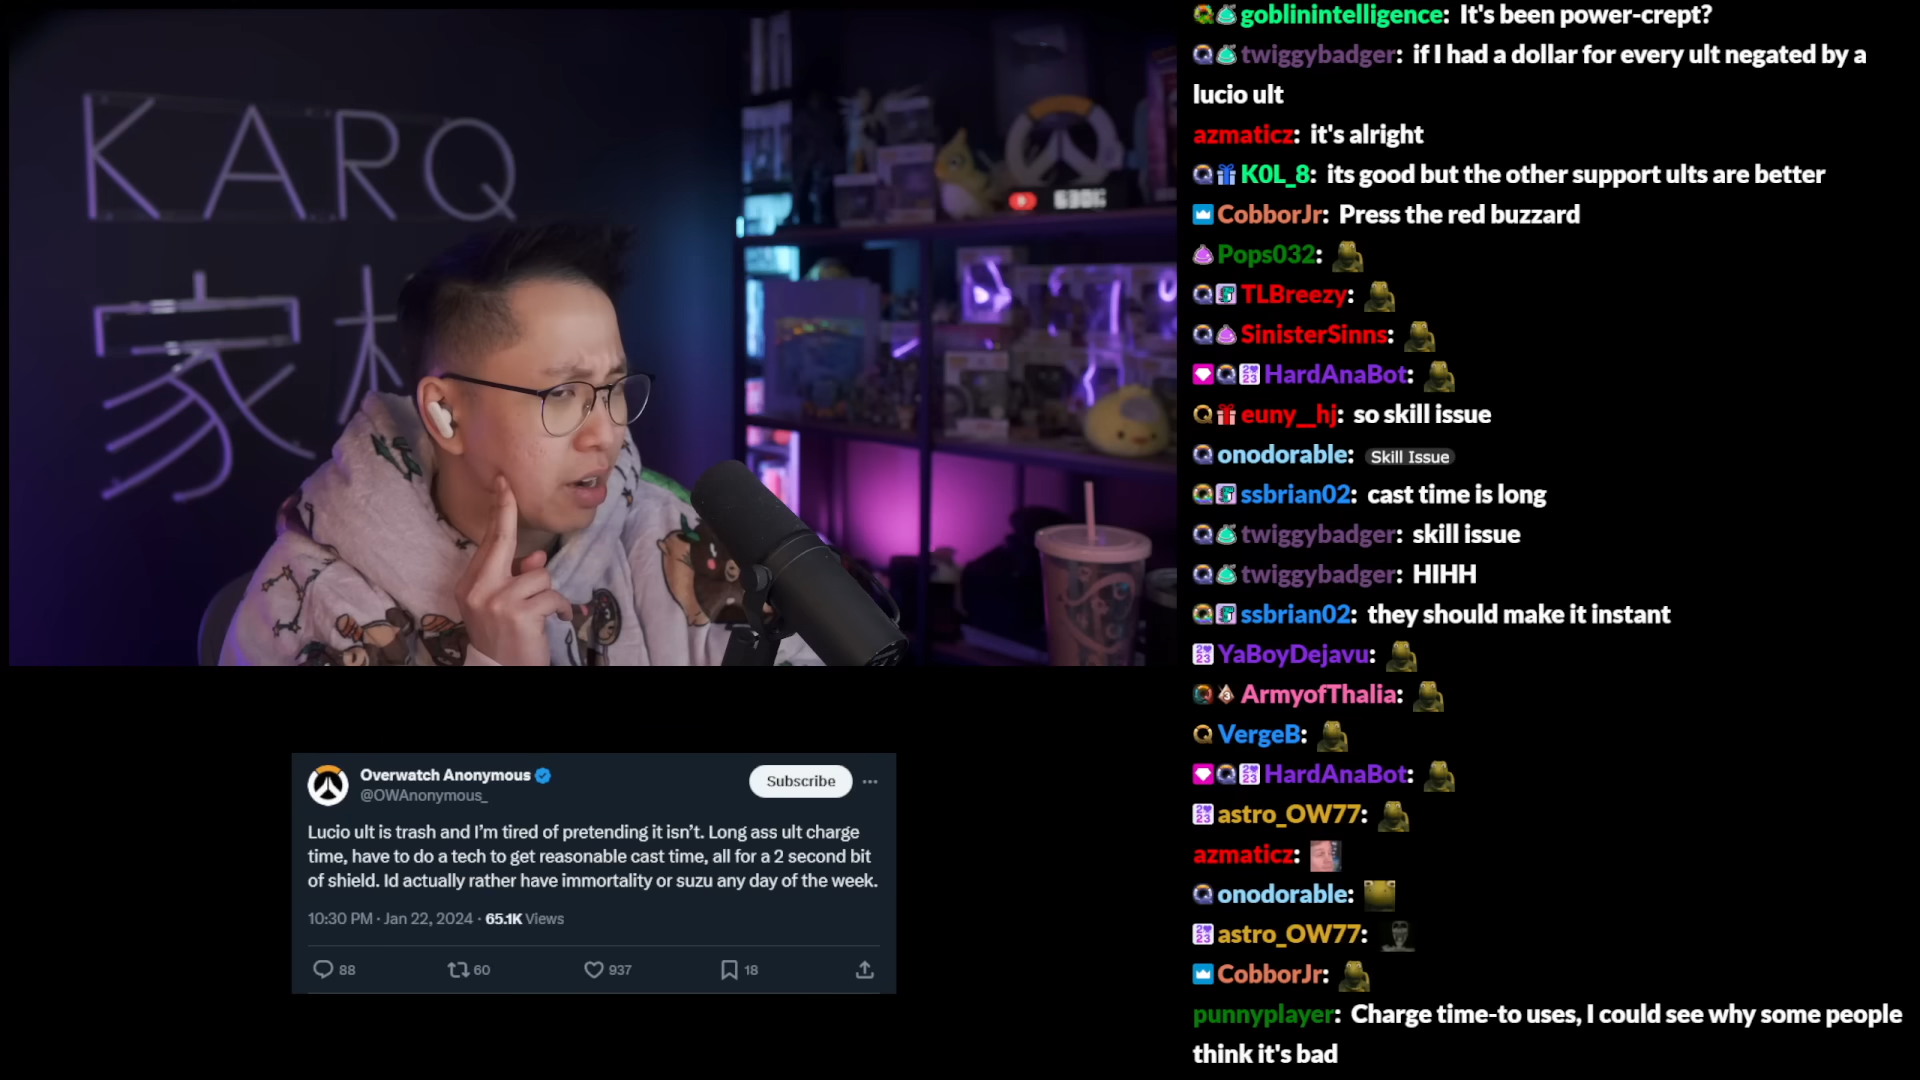 KARQ
家
630K
Overwatch Anonymous
@OWAnonymous_
Subscribe
Lucio ult is trash and I'm tired of pretending it isn't. Long ass ult charge
time, have to do a tech to get reasonable cast time, all for a 2 second bit
of shield. Id actually rather have immortality or suzu any day of the week.
10:30 PM · Jan 22, 2024 · 65.1K Views
88 60 937 18
goblinintelligence: It's been power-crept?
twiggybadger: if I had a dollar for every ult negated by a
lucio ult
azmaticz: it's alright
K0L_8: its good but the other support ults are better
CobborJr: Press the red buzzard
Pops032:
TLBreezy:
SinisterSinns:
HardAnaBot:
euny__hj: so skill issue
onodorable: Skill Issue
ssbrian02: cast time is long
twiggybadger: skill issue
twiggybadger: HIHH
ssbrian02: they should make it instant
YaBoyDejavu:
ArmyofThalia:
VergeB:
HardAnaBot:
astro_OW77:
azmaticz:
onodorable:
astro_OW77:
CobborJr:
punnyplayer: Charge time-to uses, I could see why some people
think it's bad